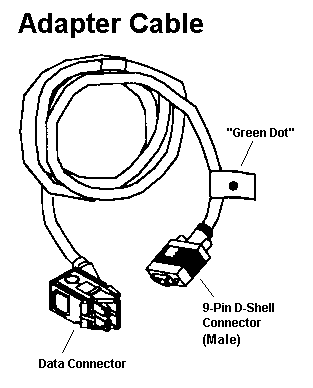 Adapter Cable
"Green Dot"
9-Pin D-Shell
Connector
(Male)
Data Connector